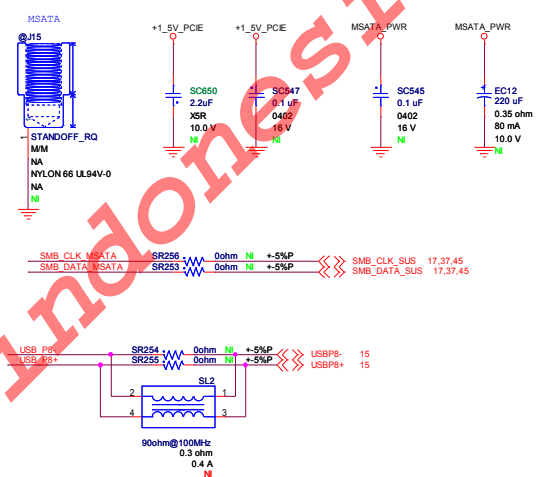 MSATA
@J15
1
STANDOFF_RQ
M/M
NA
NYLON 66 UL94V-0
NA
NI
+1_5V_PCIE
SC650
2.2uF
X5R
10.0 V
NI
+1_5V_PCIE
SC547
0.1 uF
0402
16 V
NI
MSATA_PWR
SC545
0.1 uF
0402
16 V
NI
MSATA_PWR
EC12
220 uF
0.35 ohm
80 mA
10.0 V
NI
SMB_CLK_MSATA SR256 0ohm NI +-5%P SMB_CLK_SUS 17,37,45
SMB_DATA_MSATA SR253 0ohm NI +-5%P SMB_DATA_SUS 17,37,45
USB_P8- SR254 0ohm NI +-5%P USBP8- 15
USB_P8+ SR255 0ohm NI +-5%P USBP8+ 15
SL2
2 1
4 3
90ohm@100MHz
0.3 ohm
0.4 A
NI
indonesi